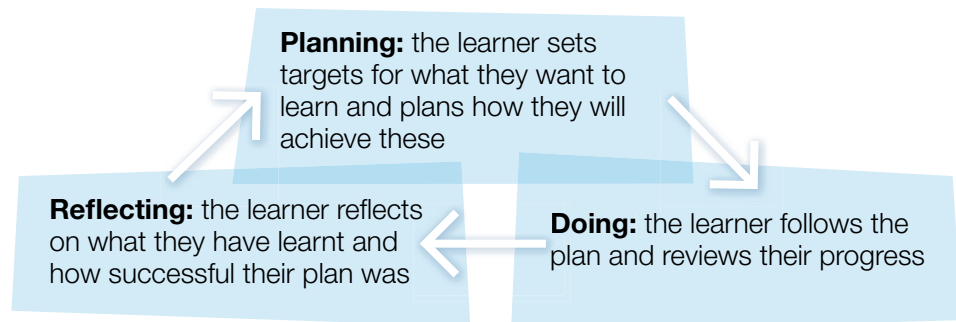 Planning: the learner sets
targets for what they want to
learn and plans how they will
achieve these
Doing: the learner follows the
plan and reviews their progress
Reflecting: the learner reflects
on what they have learnt and
how successful their plan was